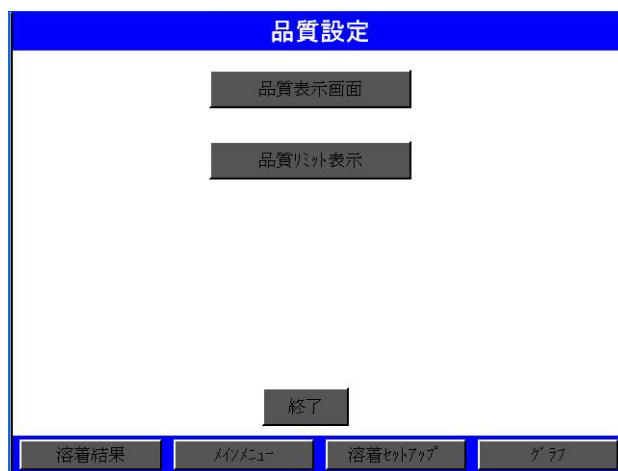 品質設定
品質表示画面
品質ﾘﾐｯﾄ表示
終了
溶着結果
ﾒｲﾝﾒﾆｭｰ
溶着ｾｯﾄｱｯﾌﾟ
ｸﾞﾗﾌ